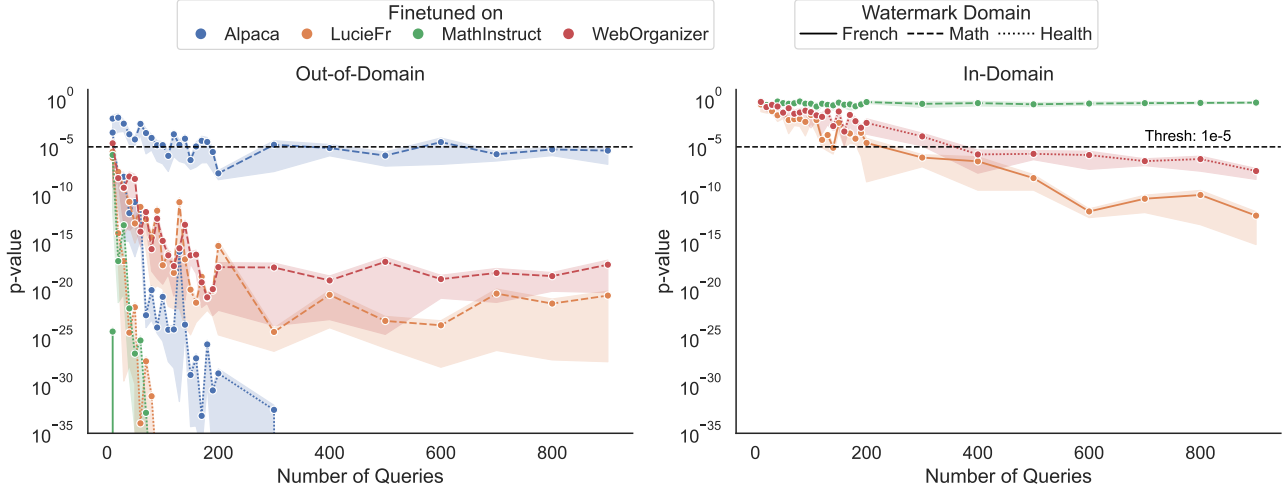 Finetuned on
Alpaca LucieFr MathInstruct WebOrganizer
Watermark Domain
French Math Health
Out-of-Domain
p-value
10^0
10^−5
10^−10
10^−15
10^−20
10^−25
10^−30
10^−35
0 200 400 600 800
Number of Queries
In-Domain
p-value
10^0
10^−5
10^−10
10^−15
10^−20
10^−25
10^−30
10^−35
Thresh: 1e-5
0 200 400 600 800
Number of Queries